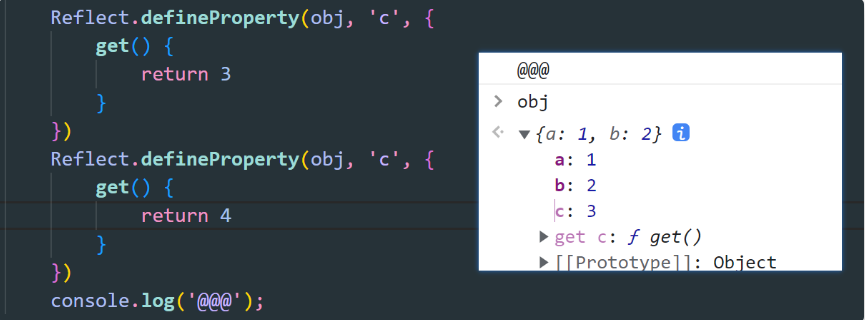 Reflect.defineProperty(obj, 'c', {
get() {
return 3
}
})
Reflect.defineProperty(obj, 'c', {
get() {
return 4
}
})
console.log('@@@');
@@@
> obj
<· ▼{a: 1, b: 2} i
a: 1
b: 2
c: 3
▶ get c: ƒ get()
▶ [[Prototype]]: Object